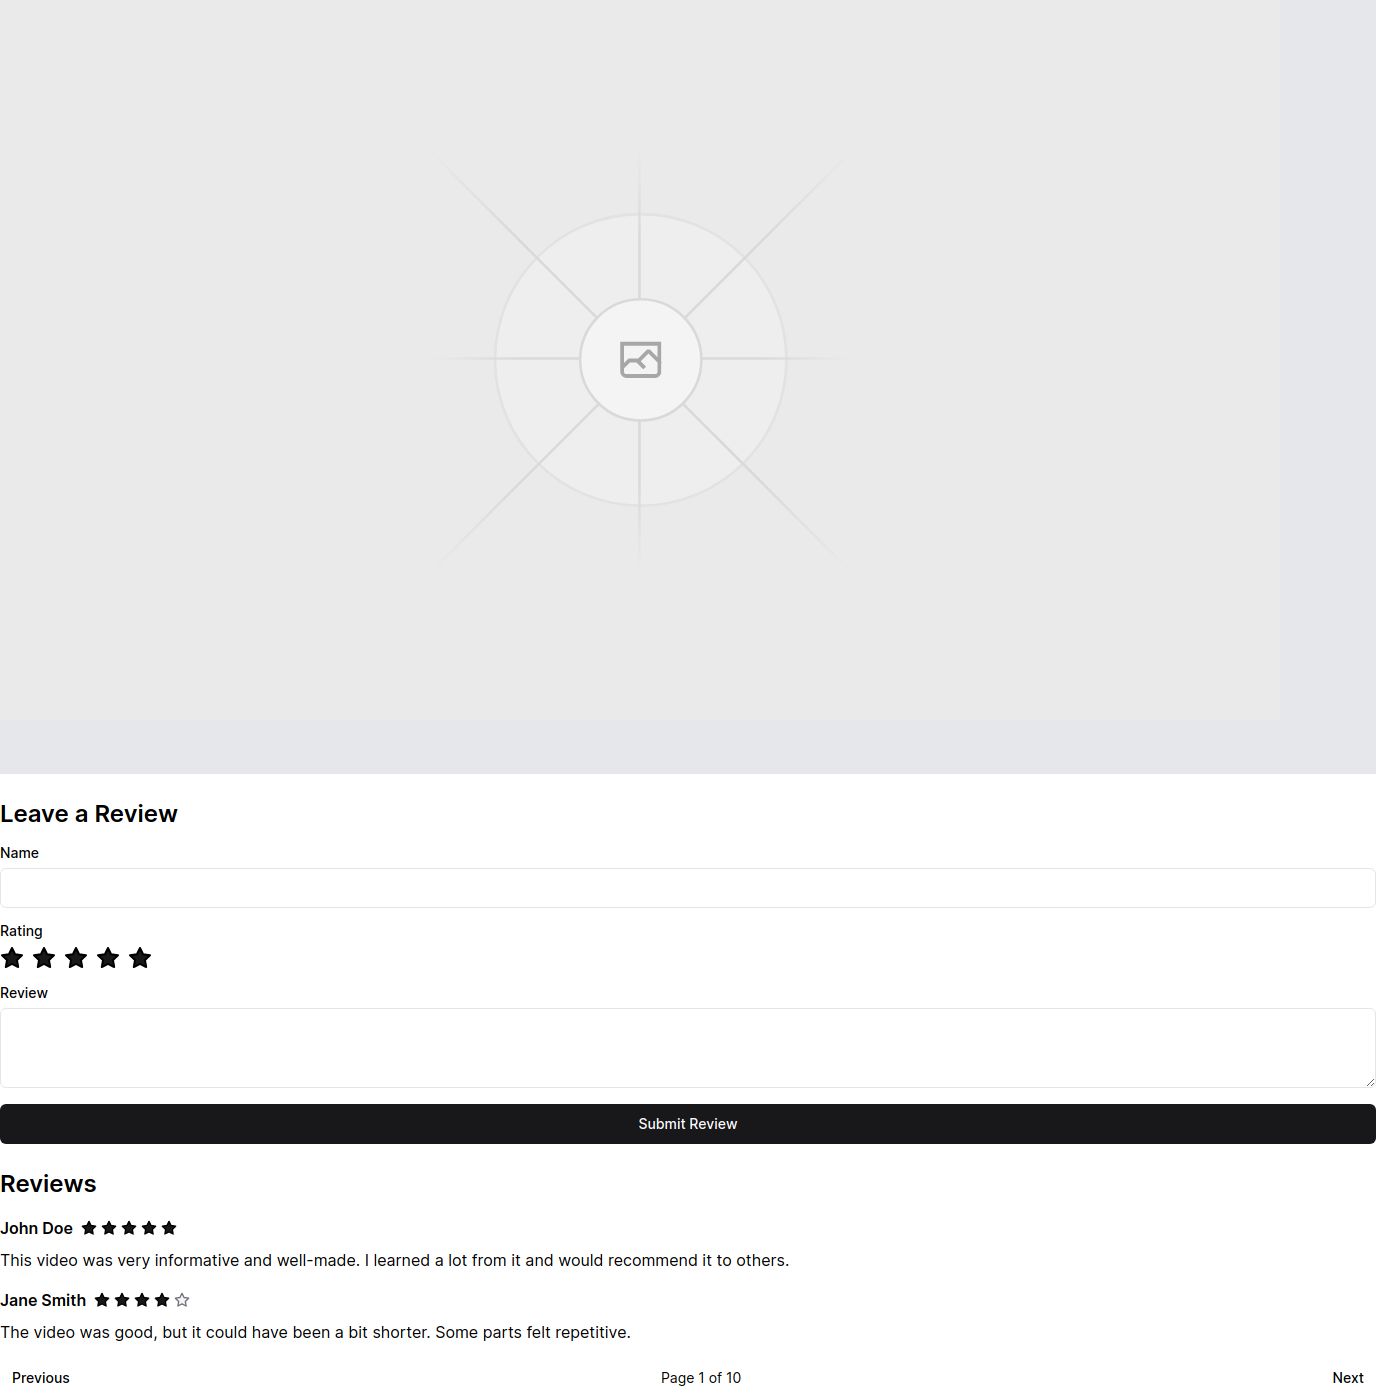 Leave a Review
Name
Rating
Review
Submit Review
Reviews
John Doe
This video was very informative and well-made. I learned a lot from it and would recommend it to others.
Jane Smith
The video was good, but it could have been a bit shorter. Some parts felt repetitive.
Previous Page 1 of 10 Next